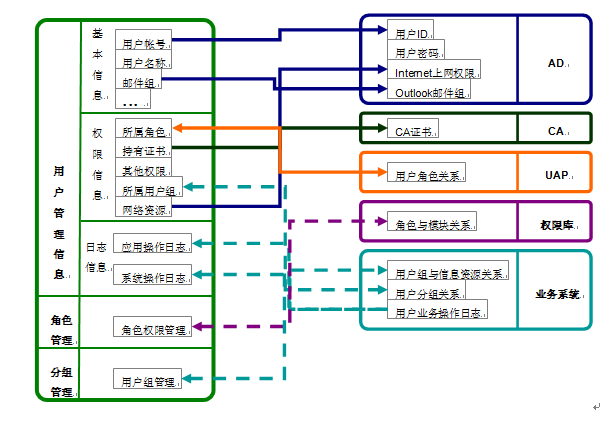 用户管理信息
基本信息
用户帐号
用户名称
邮件组
...
权限信息
所属角色
持有证书
其他权限
所属用户组
网络资源
日志信息
应用操作日志
系统操作日志
角色管理
角色权限管理
分组管理
用户组管理
用户ID
用户密码
Internet上网权限
Outlook邮件组
AD
CA证书
CA
用户角色关系
UAP
角色与模块关系
权限库
用户组与信息资源关系
用户分组关系
用户业务操作日志
业务系统